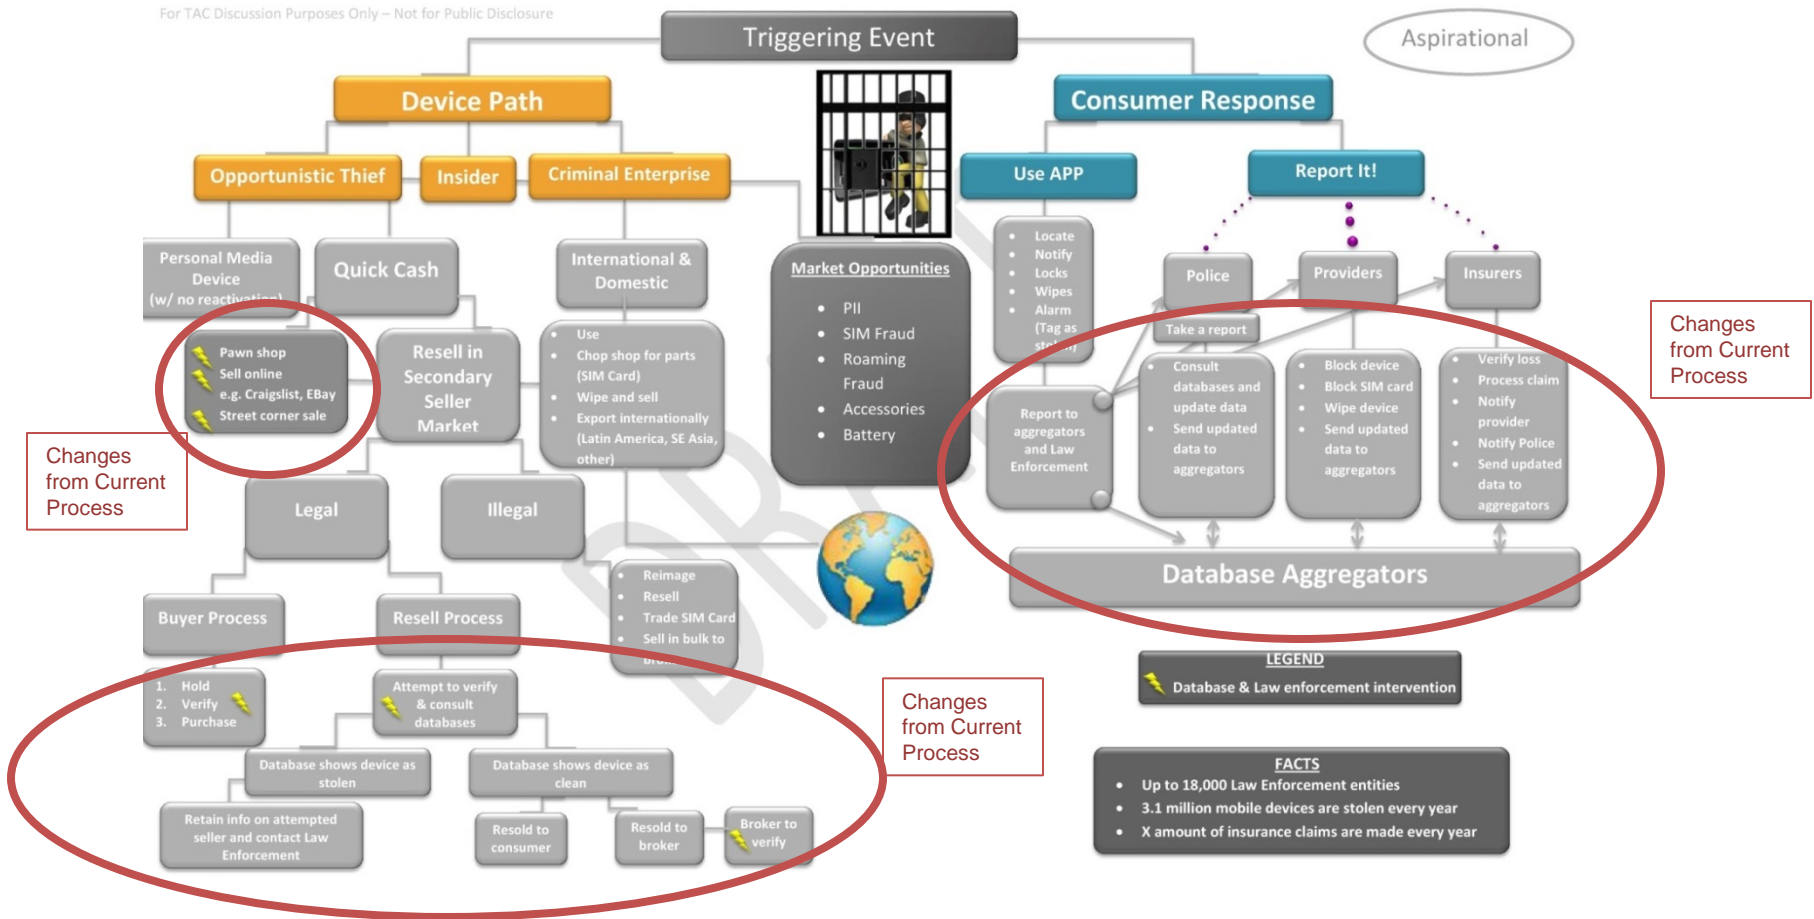 For TAC Discussion Purposes Only – Not for Public Disclosure
Triggering Event
Aspirational
Device Path
Consumer Response
Opportunistic Thief
Insider
Criminal Enterprise
Use APP
Report It!
Personal Media
Device
(w/ no reactivation)
Quick Cash
International &
Domestic
Market Opportunities
• PII
• SIM Fraud
• Roaming
Fraud
• Accessories
• Battery
• Locate
• Notify
• Locks
• Wipes
• Alarm
(Tag as
stolen)
Police
Providers
Insurers
Take a report
Pawn shop
Sell online
e.g. Craigslist, EBay
Street corner sale
Resell in
Secondary
Seller
Market
• Use
• Chop shop for parts
(SIM Card)
• Wipe and sell
• Export internationally
(Latin America, SE Asia,
other)
Report to
aggregators
and Law
Enforcement
• Consult
databases and
update data
• Send updated
data to
aggregators
• Block device
• Block SIM card
• Wipe device
• Send updated
data to
aggregators
• Verify loss
• Process claim
• Notify
provider
• Notify Police
• Send updated
data to
aggregators
Changes
from Current
Process
Changes
from Current
Process
Legal
Illegal
Database Aggregators
• Reimage
• Resell
• Trade SIM Card
• Sell in bulk to
Buyer Process
Resell Process
1. Hold
2. Verify
3. Purchase
Attempt to verify
& consult
databases
Changes
from Current
Process
Database shows device as
stolen
Database shows device as
clean
Retain info on attempted
seller and contact Law
Enforcement
Resold to
consumer
Resold to
broker
Broker to
verify
LEGEND
Database & Law enforcement intervention
FACTS
• Up to 18,000 Law Enforcement entities
• 3.1 million mobile devices are stolen every year
• X amount of insurance claims are made every year
DRAFT